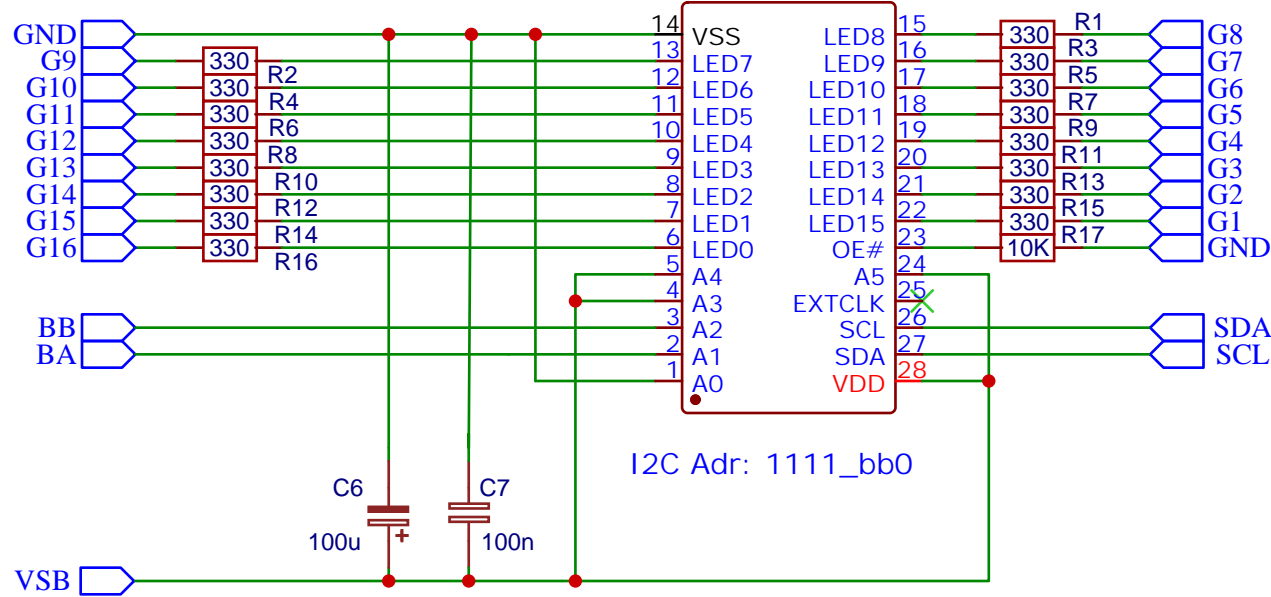 GND 14 VSS LED8 15 330 R1 G8
G9 330 13 LED7 LED9 16 330 R3 G7
G10 330 R2 12 LED6 LED10 17 330 R5 G6
G11 330 R4 11 LED5 LED11 18 330 R7 G5
G12 330 R6 10 LED4 LED12 19 330 R9 G4
G13 330 R8 9 LED3 LED13 20 330 R11 G3
G14 330 R10 8 LED2 LED14 21 330 R13 G2
G15 330 R12 7 LED1 LED15 22 330 R15 G1
G16 330 R14 6 LED0 OE# 23 10K R17 GND
R16 5 A4 A5 24
4 A3 EXTCLK 25
BB 3 A2 SCL 26 SDA
BA 2 A1 SDA 27 SCL
1 A0 VDD 28
I2C Adr: 1111_bb0
C6 C7
+
100u 100n
VSB